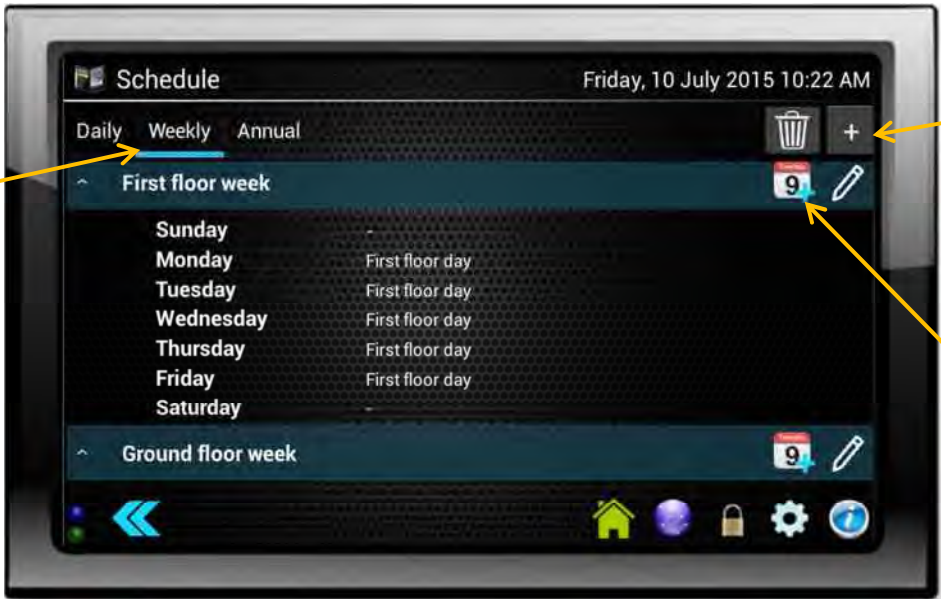 Schedule Friday, 10 July 2015 10:22 AM
Daily Weekly Annual +
First floor week 9
Sunday -
Monday First floor day
Tuesday First floor day
Wednesday First floor day
Thursday First floor day
Friday First floor day
Saturday -
Ground floor week 9
i